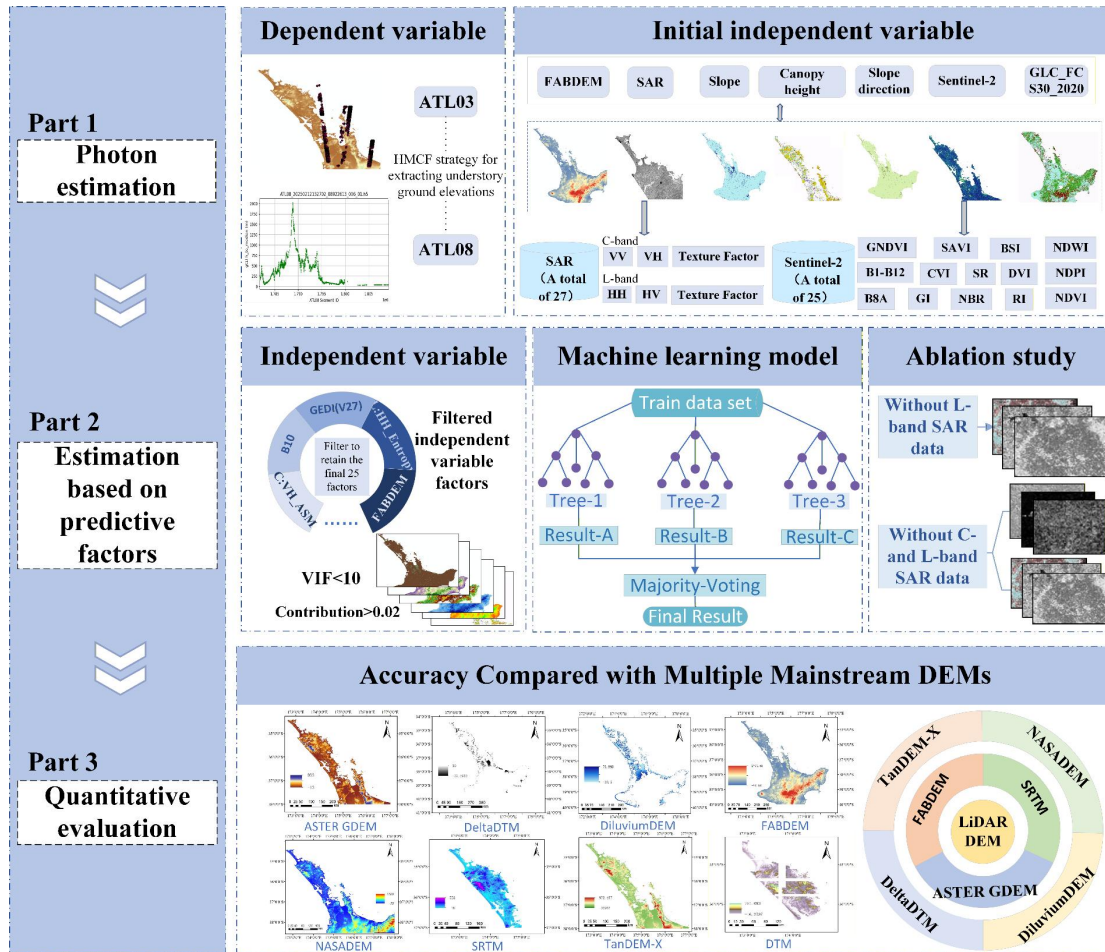 Part 1
Photon
estimation
Part 2
Estimation
based on
predictive
factors
Part 3
Quantitative
evaluation
Dependent variable
ATL03
HMCF strategy for
extracting understory
ground elevations
ATL08
ATL08 Segment ID
Initial independent variable
FABDEM
SAR
Slope
Canopy
height
Slope
direction
Sentinel-2
GLC_FC
S30_2020
SAR
(A total
of 27)
C-band
VV
VH
Texture Factor
L-band
HH
HV
Texture Factor
Sentinel-2
(A total
of 25)
GNDVI
SAVI
BSI
NDWI
B1-B12
CVI
SR
DVI
NDPI
B8A
GI
NBR
RI
NDVI
Independent variable
C:VH_ASM
B10
GEDI(V27)
FABDEM
Filter to
retain the
final 25
factors
......
Filtered
independent
variable
factors
VIF<10
Contribution>0.02
Machine learning model
Train data set
Tree-1
Tree-2
Tree-3
Result-A
Result-B
Result-C
Majority-Voting
Final Result
Ablation study
Without L-
band SAR
data
Without C-
and L-band
SAR data
Accuracy Compared with Multiple Mainstream DEMs
ASTER GDEM
DeltaDTM
DiluviumDEM
FABDEM
NASADEM
SRTM
TanDEM-X
DTM
TanDEM-X
NASADEM
FABDEM
SRTM
LiDAR
DEM
ASTER GDEM
DeltaDTM
DiluviumDEM